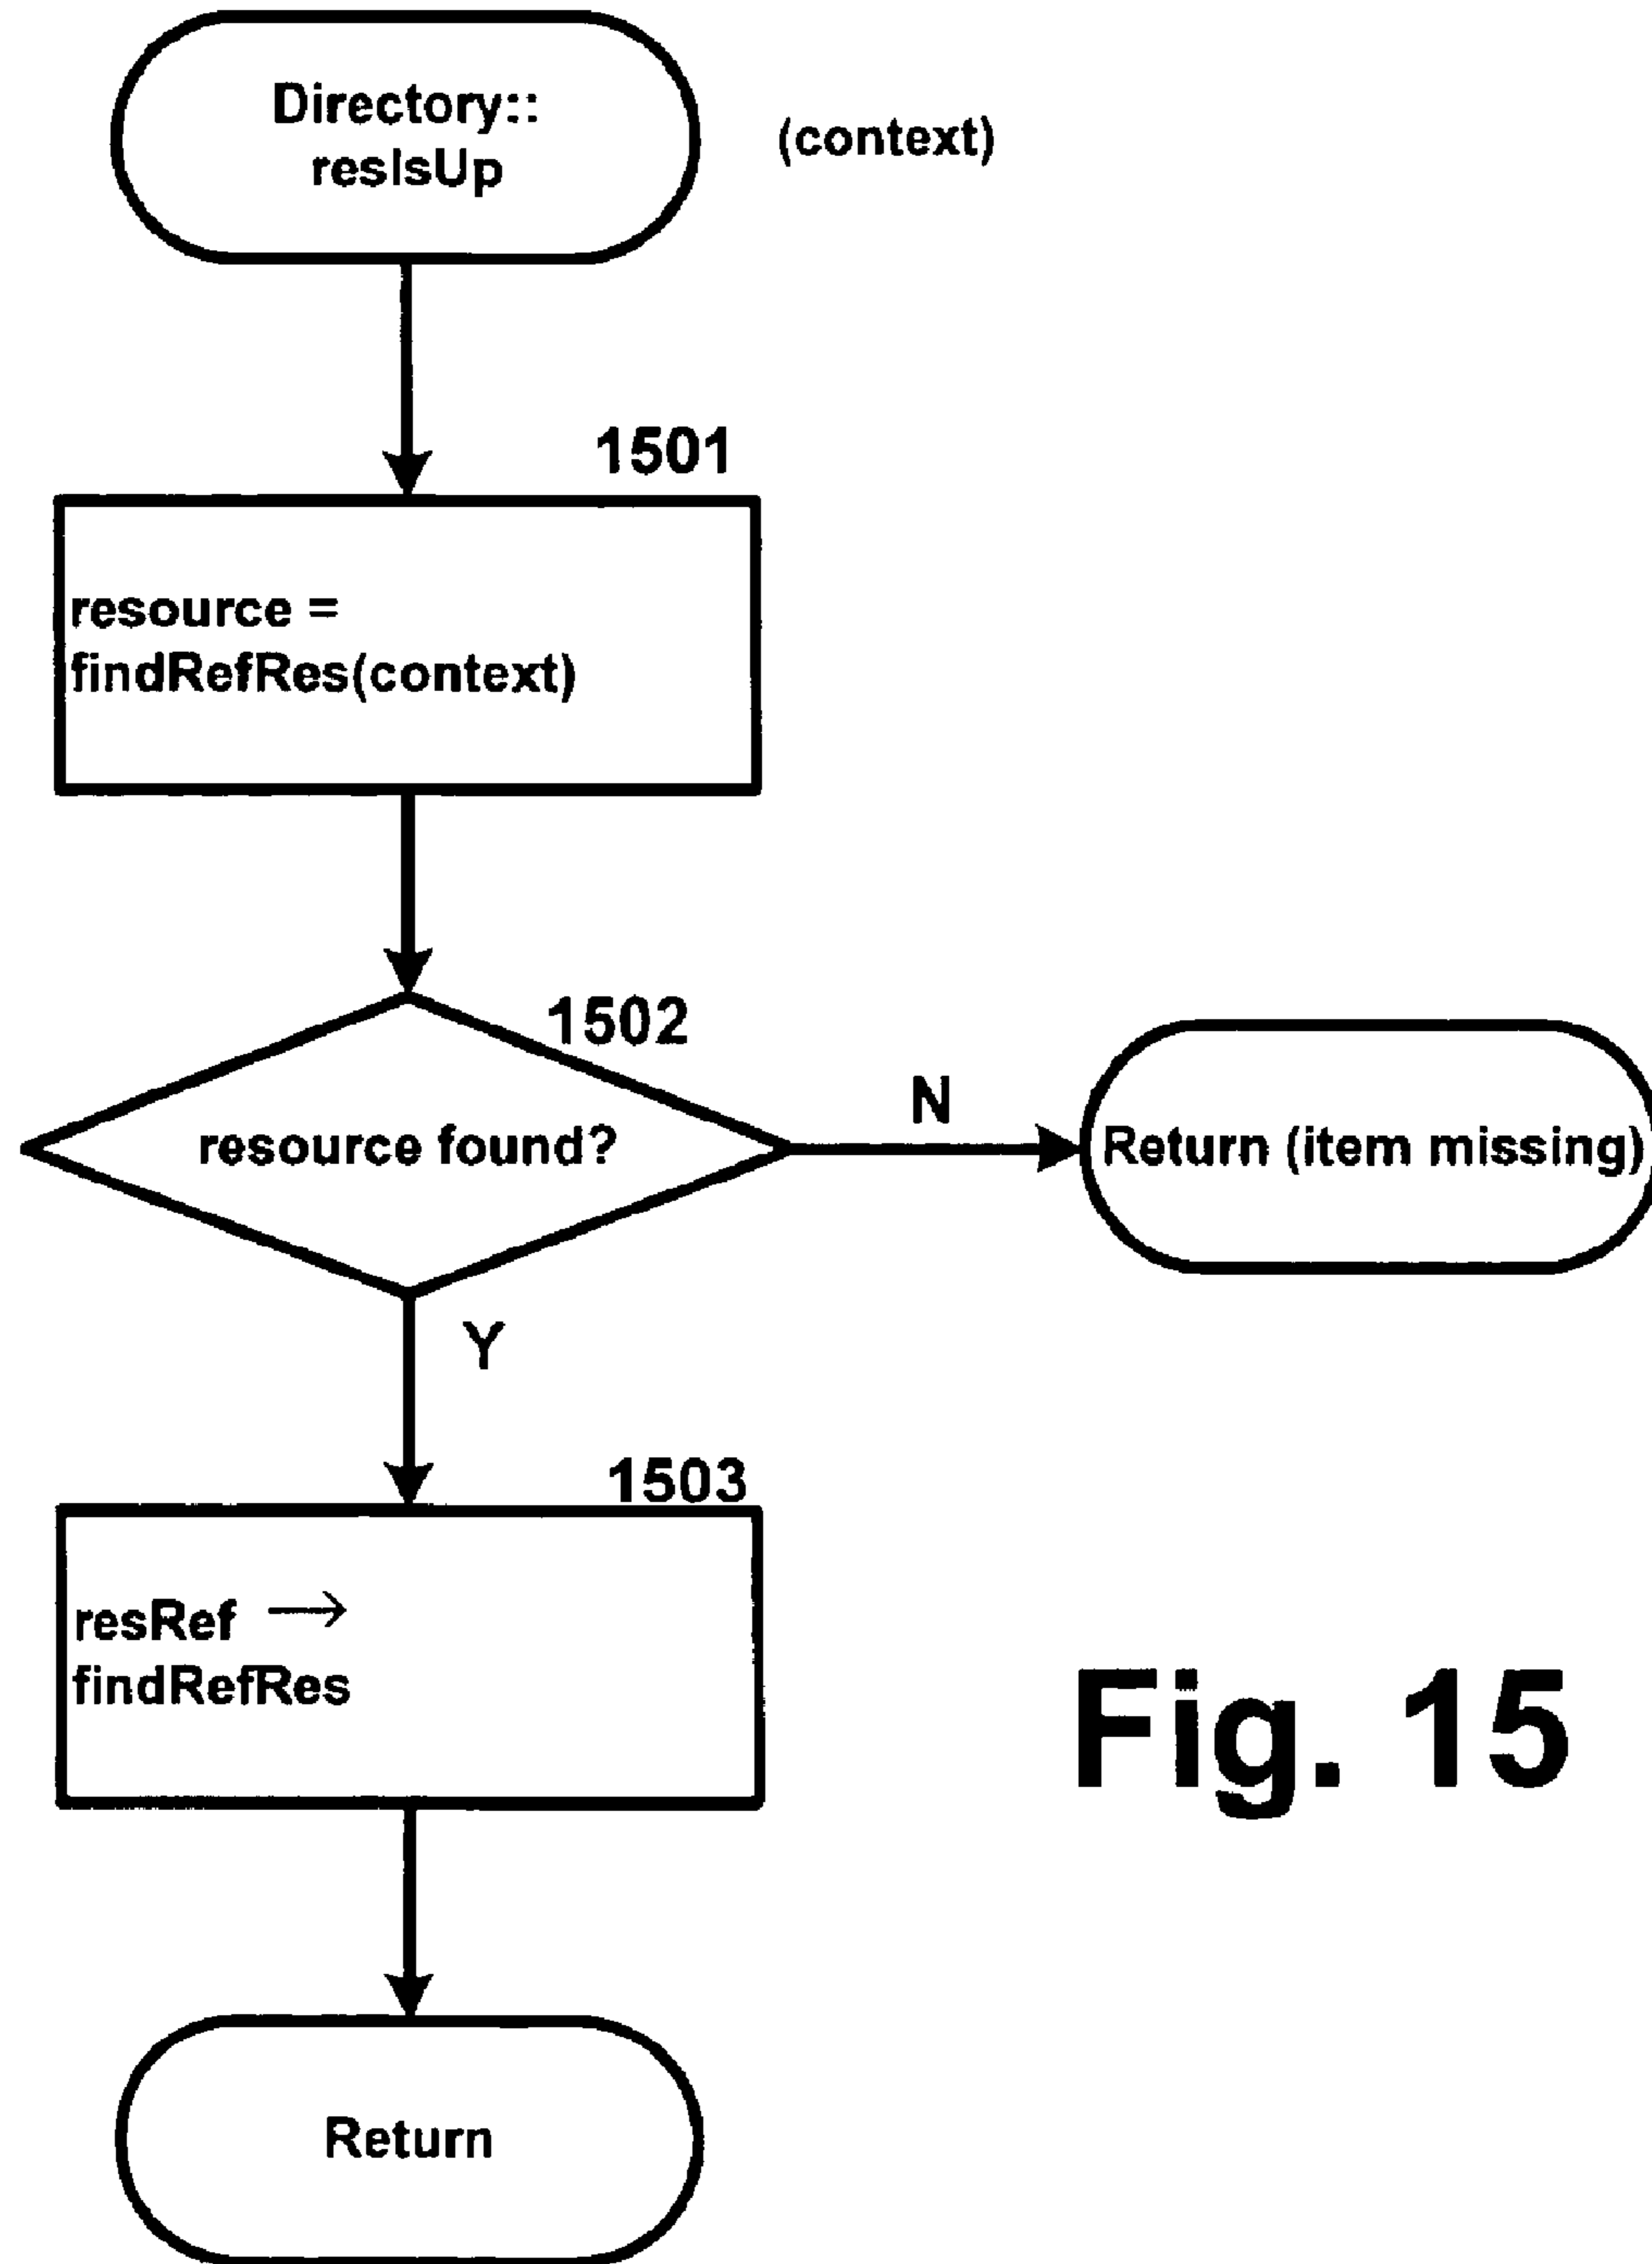 Directory::
resIsUp
(context)
1501
resource =
findRefRes(context)
1502
resource found?
N
Return (item missing)
Y
1503
resRef →
findRefRes
Fig. 15
Return